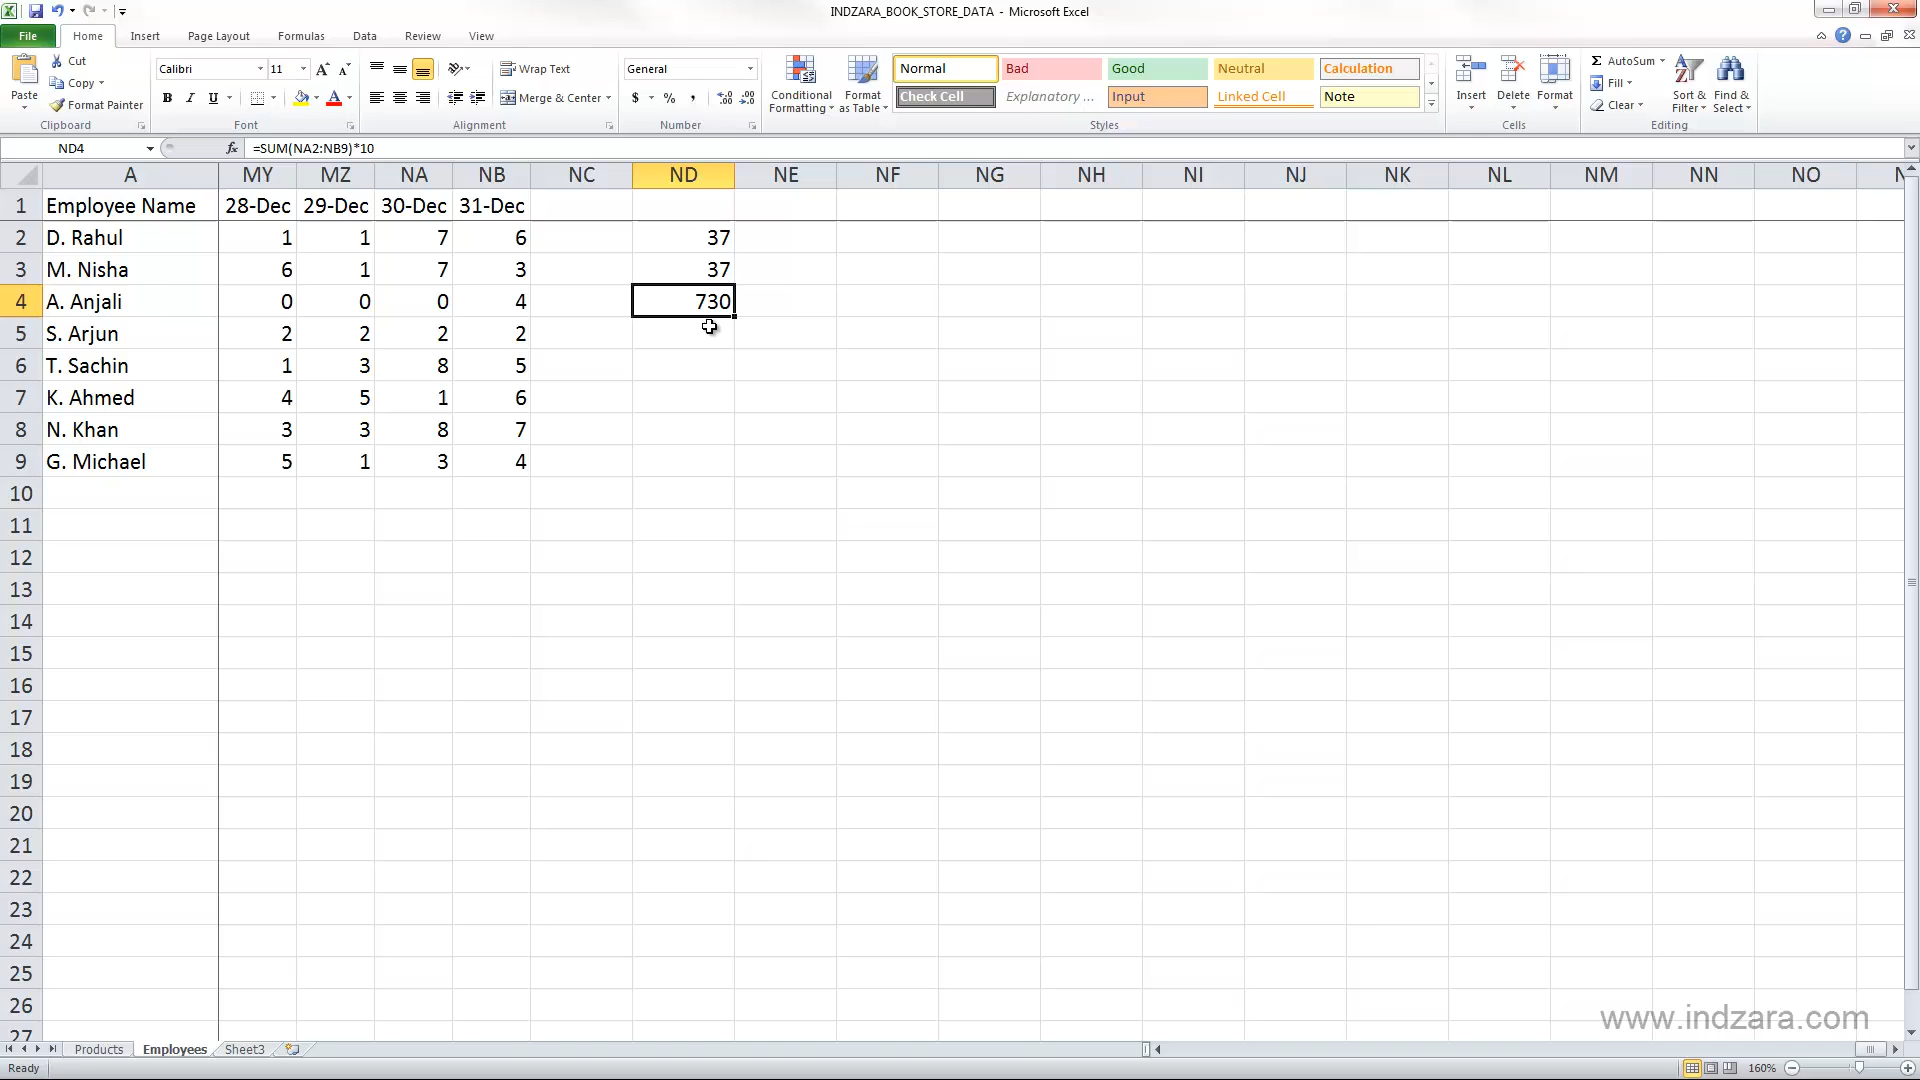 INDZARA_BOOK_STORE_DATA - Microsoft Excel
File Home Insert Page Layout Formulas Data Review View
Paste
Cut
Copy
Format Painter
Clipboard
Calibri 11
B I U
Font
Wrap Text
Merge & Center
Alignment
General
$ % ,
Number
Conditional Formatting
Format as Table
Normal Bad Good Neutral Calculation
Check Cell Explanatory ... Input Linked Cell Note
Styles
Insert Delete Format
Cells
Σ AutoSum
Fill
Clear
Sort & Filter
Find & Select
Editing
ND4 fx =SUM(NA2:NB9)*10
A MY MZ NA NB NC ND NE NF NG NH NI NJ NK NL NM NN NO
1 Employee Name 28-Dec 29-Dec 30-Dec 31-Dec
2 D. Rahul 1 1 7 6 37
3 M. Nisha 6 1 7 3 37
4 A. Anjali 0 0 0 4 730
5 S. Arjun 2 2 2 2
6 T. Sachin 1 3 8 5
7 K. Ahmed 4 5 1 6
8 N. Khan 3 3 8 7
9 G. Michael 5 1 3 4
10
11
12
13
14
15
16
17
18
19
20
21
22
23
24
25
26
27
www.indzara.com
Products Employees Sheet3
Ready 160%